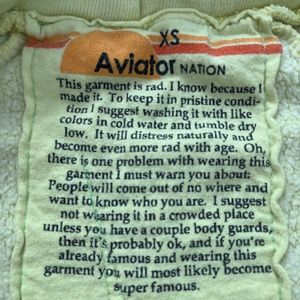 XS
Aviator NATION
This garment is rad. I know because I
made it. To keep it in pristine condi-
tion I suggest washing it with like
colors in cold water and tumble dry
low. It will distress naturally and
become even more rad with age. Oh,
there is one problem with wearing this
garment I must warn you about:
People will come out of no where and
want to know who you are. I suggest
not wearing it in a crowded place
unless you have a couple body guards,
then it's probably ok, and if you're
already famous and wearing this
garment you will most likely become
super famous.